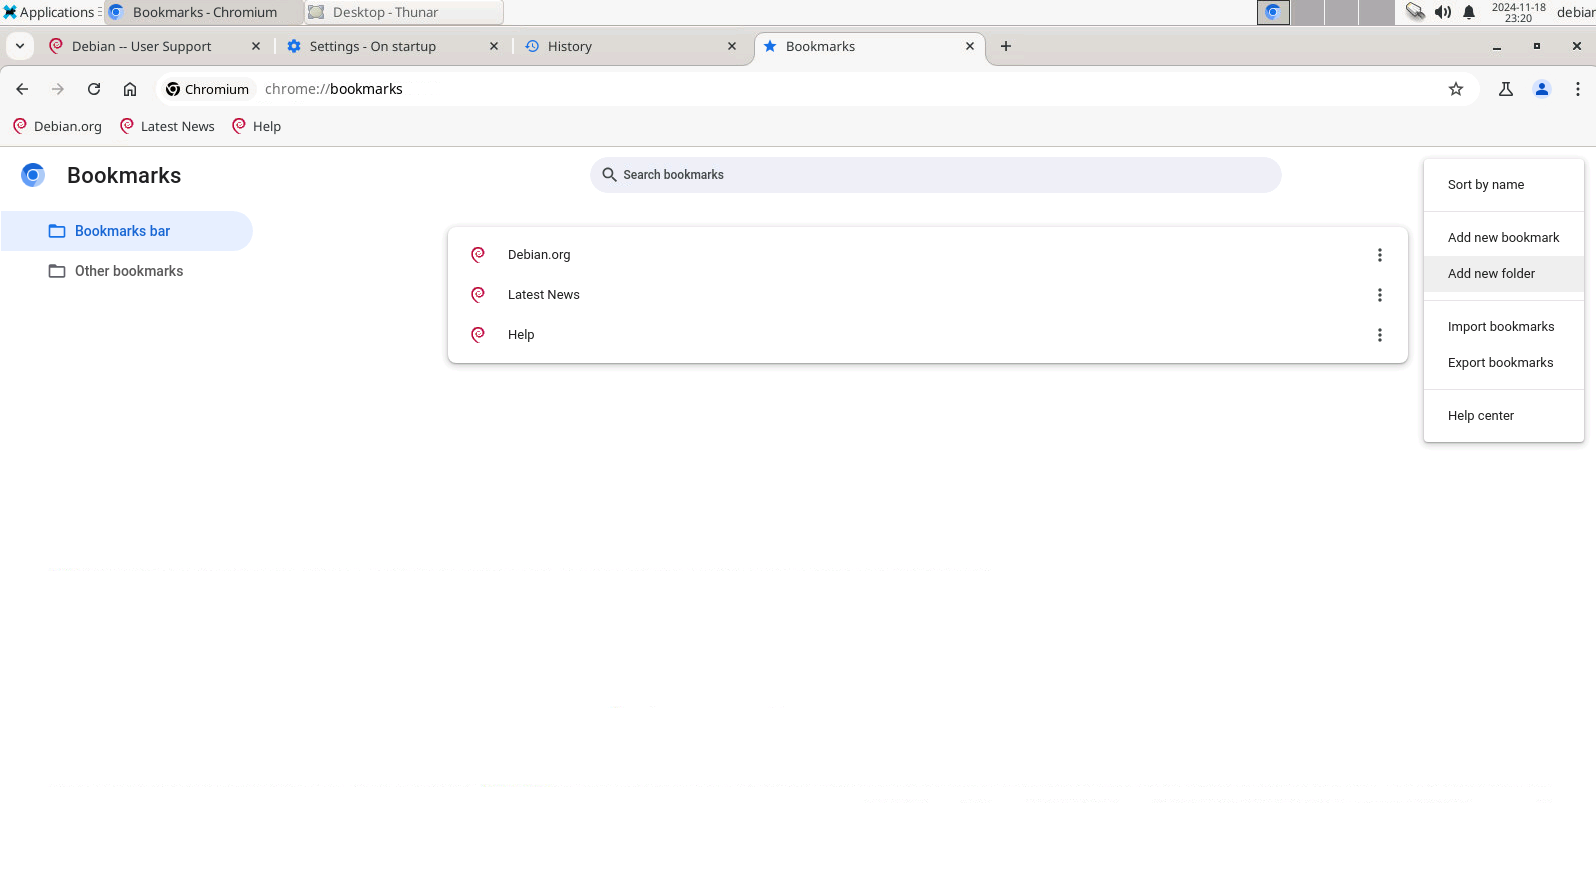 Applications
Bookmarks - Chromium
Desktop - Thunar
2024-11-18
23:20
debian
Debian -- User Support
Settings - On startup
History
Bookmarks
Chromium
chrome://bookmarks
Debian.org
Latest News
Help
Bookmarks
Search bookmarks
Bookmarks bar
Other bookmarks
Debian.org
Latest News
Help
Sort by name
Add new bookmark
Add new folder
Import bookmarks
Export bookmarks
Help center